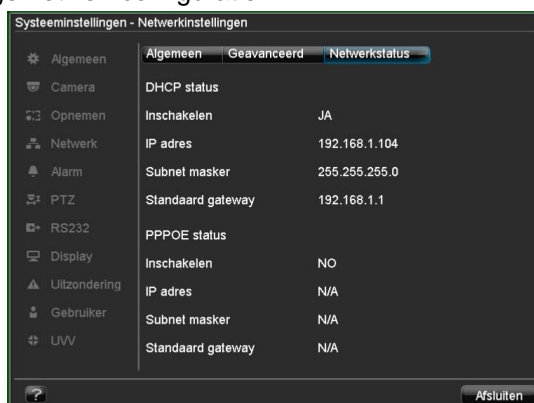 Systeeminstellingen - Netwerkinstellingen
Algemeen
Camera
Opnemen
Netwerk
Alarm
PTZ
RS232
Display
Uitzondering
Gebruiker
UVV
Algemeen Geavanceerd Netwerkstatus
DHCP status
Inschakelen JA
IP adres 192.168.1.104
Subnet masker 255.255.255.0
Standaard gateway 192.168.1.1
PPPOE status
Inschakelen NO
IP adres N/A
Subnet masker N/A
Standaard gateway N/A
?
Afsluiten